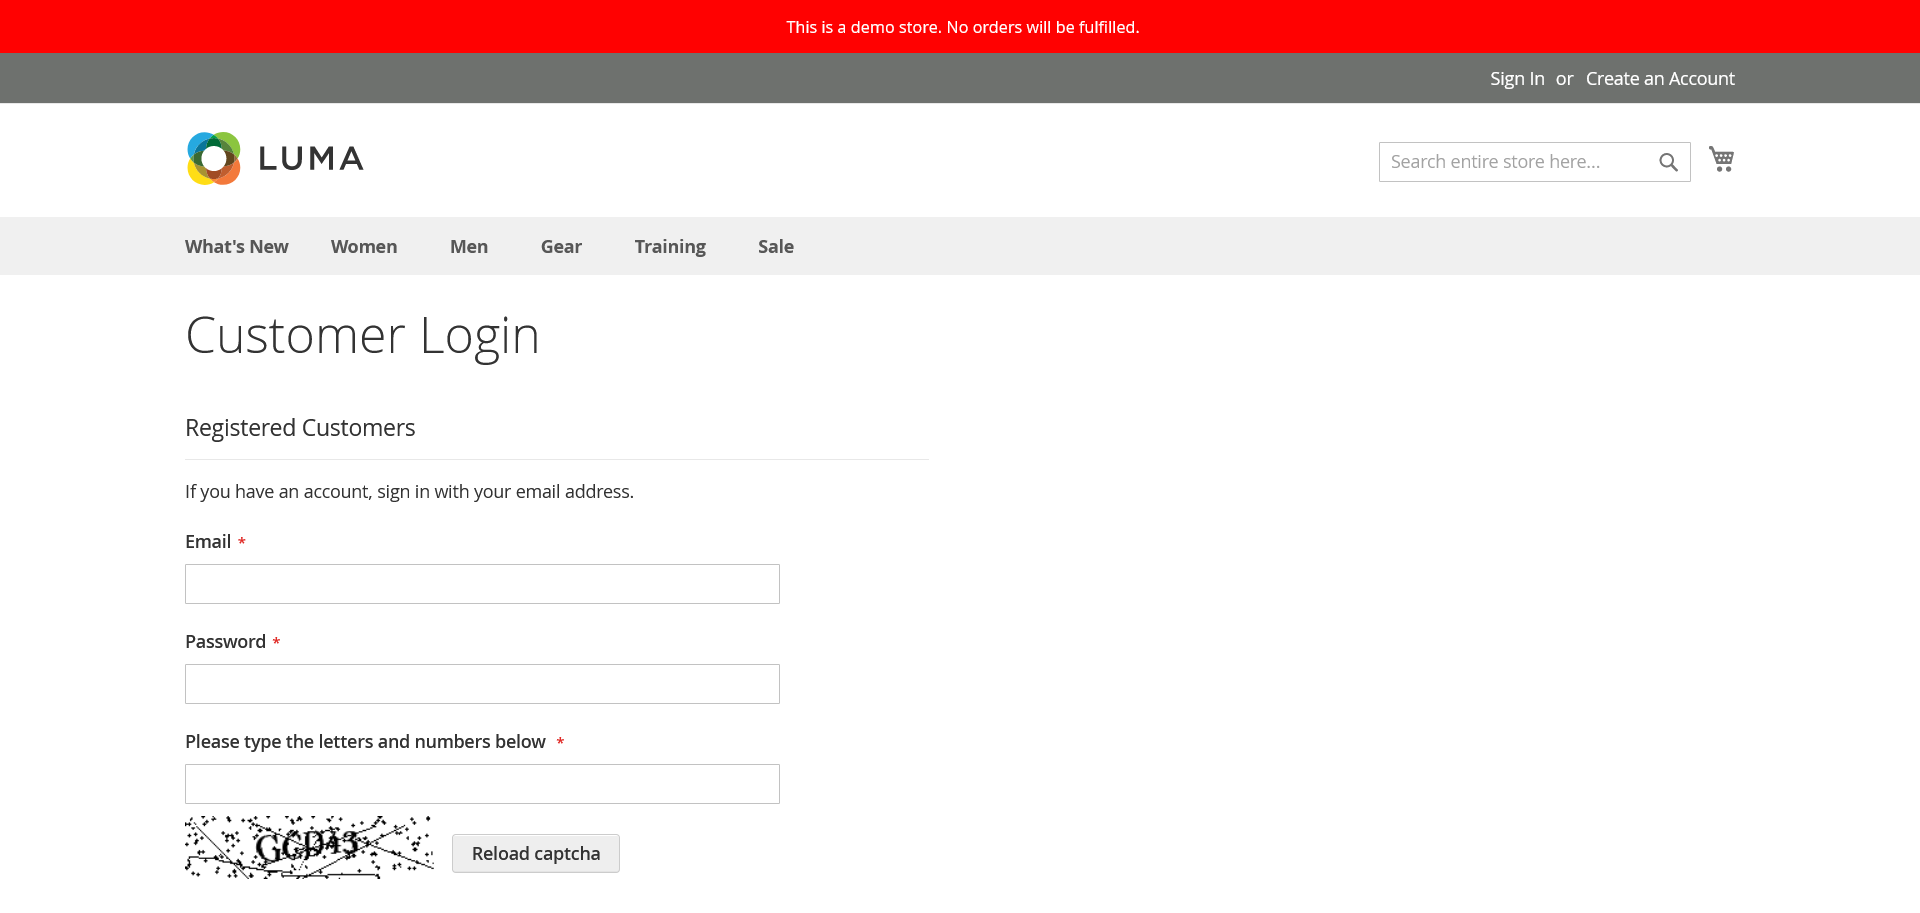 This is a demo store. No orders will be fulfilled.
Sign In or Create an Account
LUMA
Search entire store here...
What's New Women Men Gear Training Sale
Customer Login
Registered Customers
If you have an account, sign in with your email address.
Email *
Password *
Please type the letters and numbers below *
Reload captcha